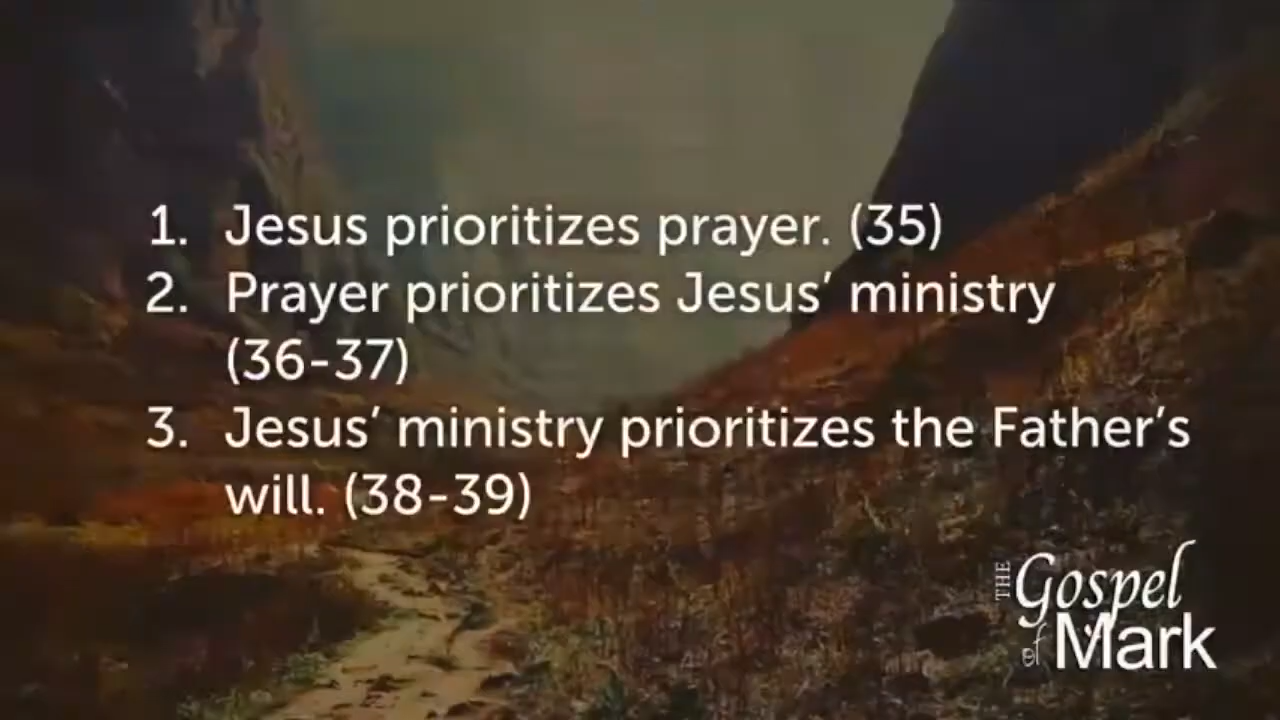 1. Jesus prioritizes prayer. (35)
2. Prayer prioritizes Jesus’ ministry
(36-37)
3. Jesus’ ministry prioritizes the Father’s
will. (38-39)
THE Gospel
of Mark